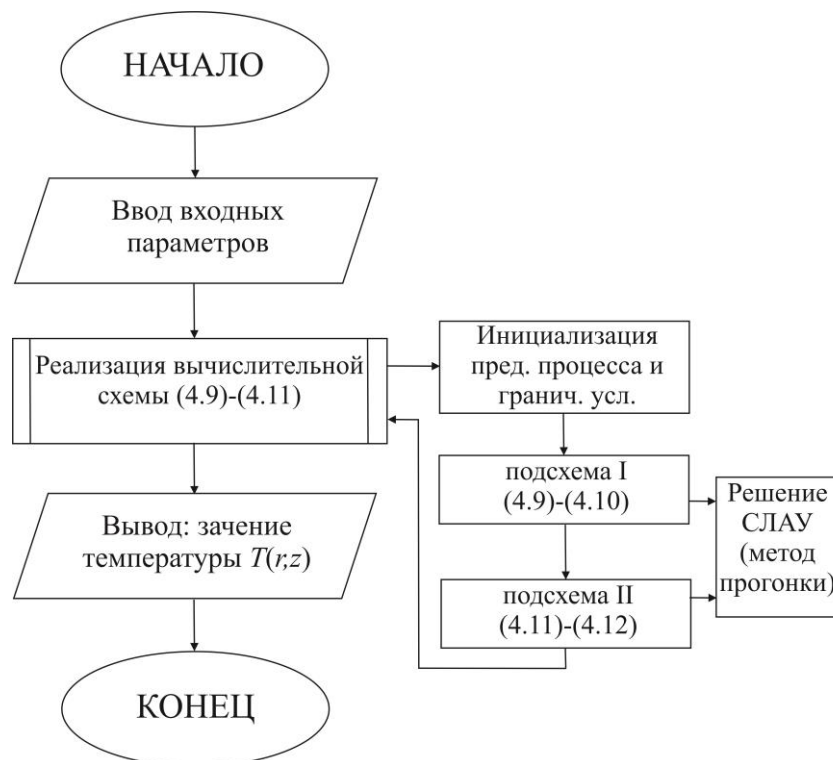 НАЧАЛО
Ввод входных
параметров
Реализация вычислительной
схемы (4.9)-(4.11)
Инициализация
пред. процесса и
гранич. усл.
подсхема I
(4.9)-(4.10)
подсхема II
(4.11)-(4.12)
Решение
СЛАУ
(метод
прогонки)
Вывод: зачение
температуры T(r,z)
КОНЕЦ